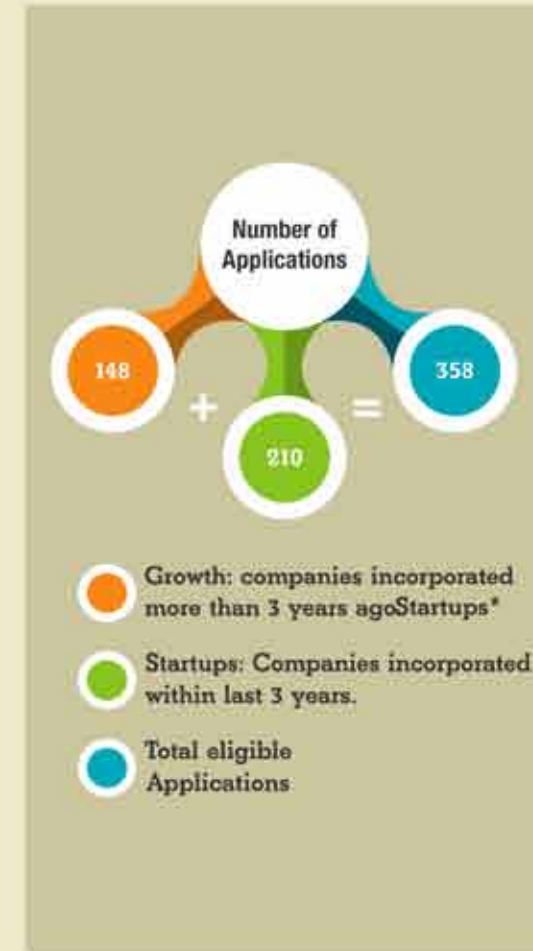 Number of
Applications
148
+
210
=
358
Growth: companies incorporated
more than 3 years agoStartups*
Startups: Companies incorporated
within last 3 years.
Total eligible
Applications